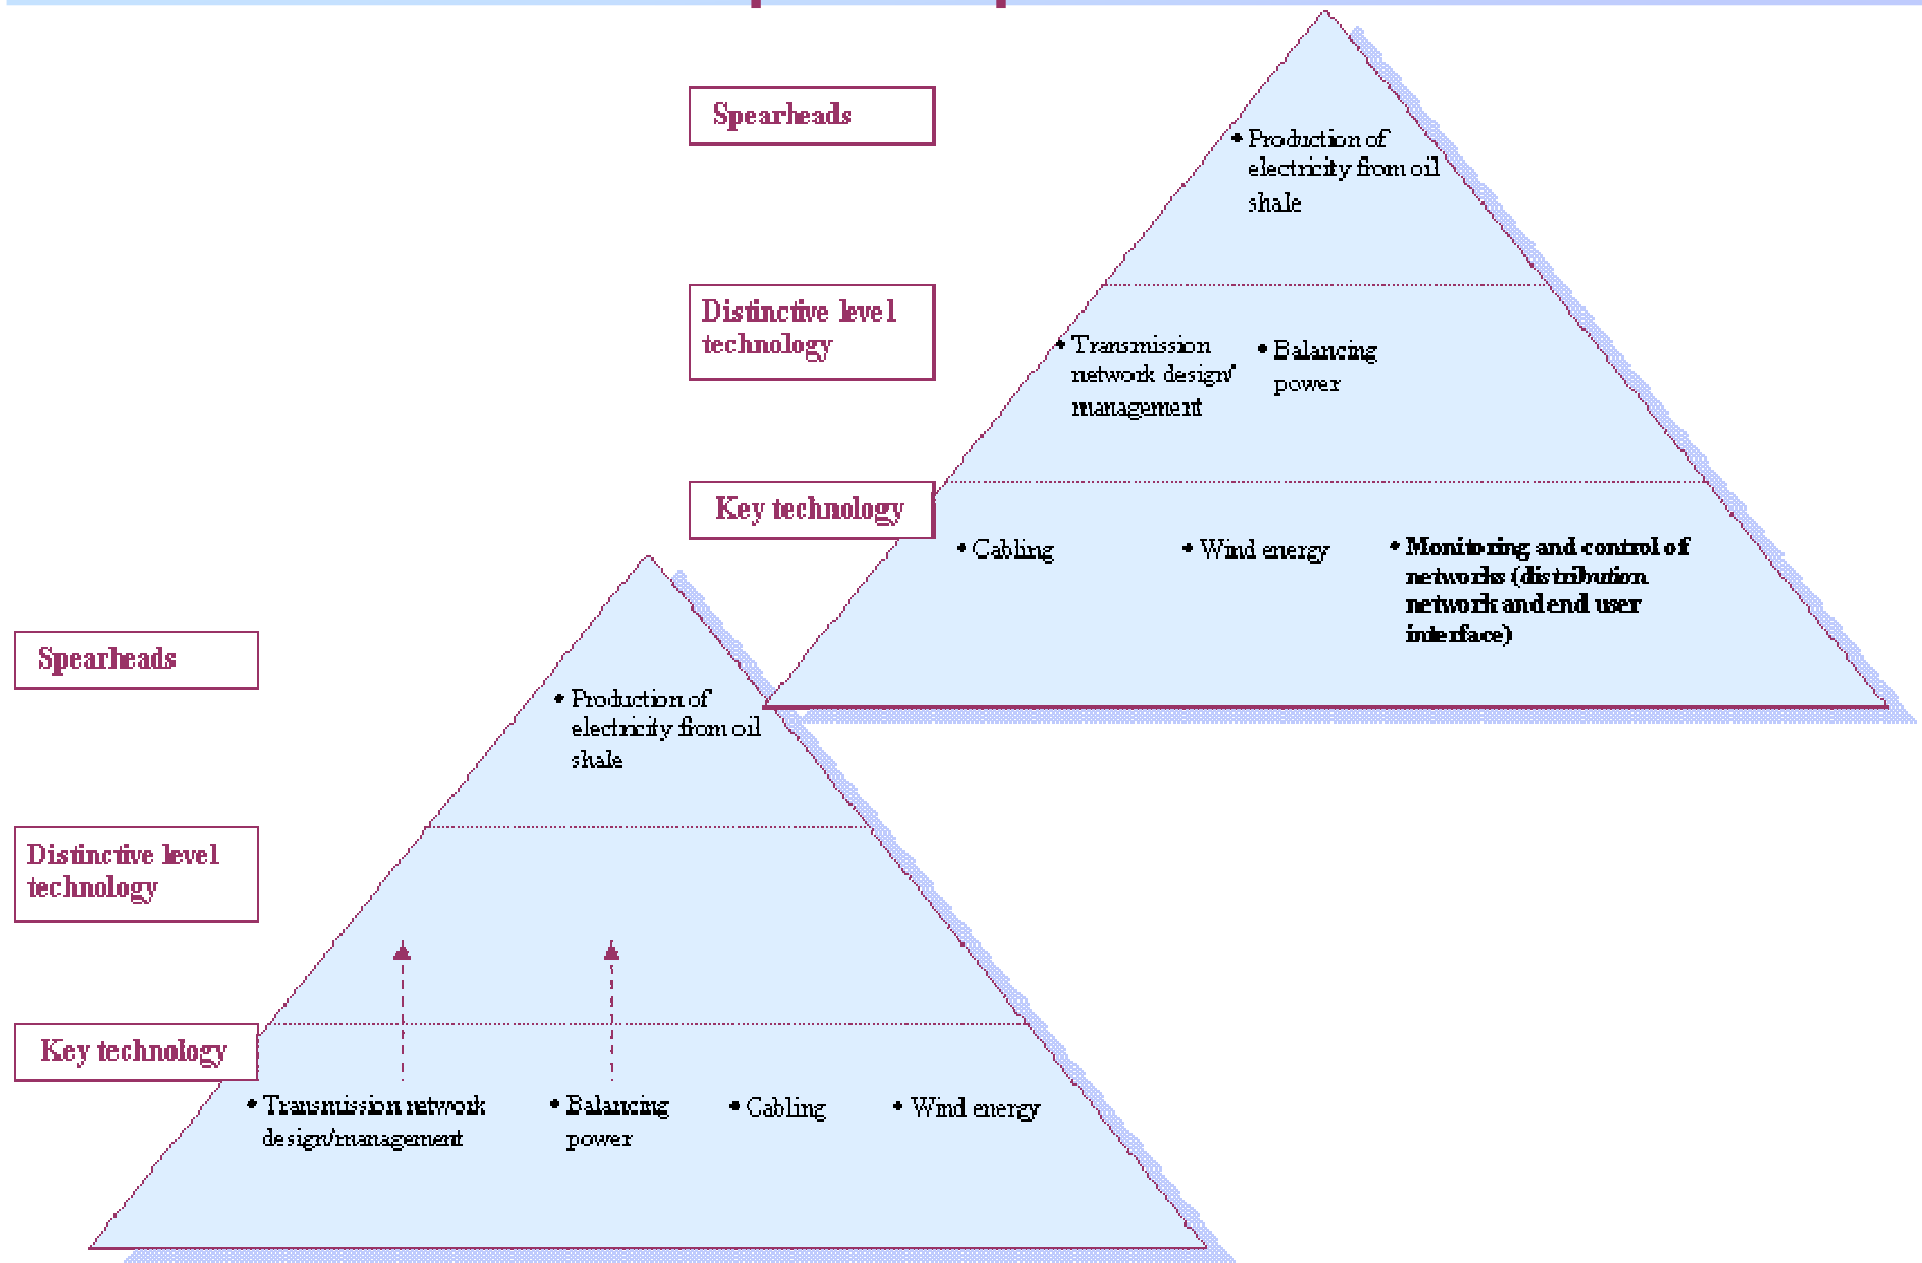 Spearheads
• Production of
electricity from oil
shale
Distinctive level
technology
• Transmission
network design/
management
• Balancing
power
Key technology
• Cabling
• Wind energy
• Monitoring and control of
networks (distribution
network and end user
interface)
Spearheads
• Production of
electricity from oil
shale
Distinctive level
technology
Key technology
• Transmission network
design/management
• Balancing
power
• Cabling
• Wind energy